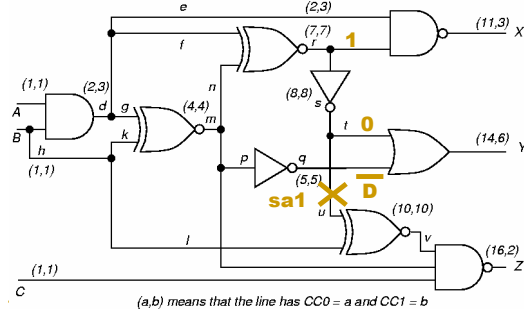 e (2,3) (11,3)
X
f (7,7) r 1
n
(1,1) (2,3) (8,8)
A d g (4,4) s
B k m t 0
h (14,6)
Y
(1,1) p q
(5,5) D
sa1
u (10,10)
l v (16,2)
Z
(1,1)
C
(a,b) means that the line has CC0 = a and CC1 = b